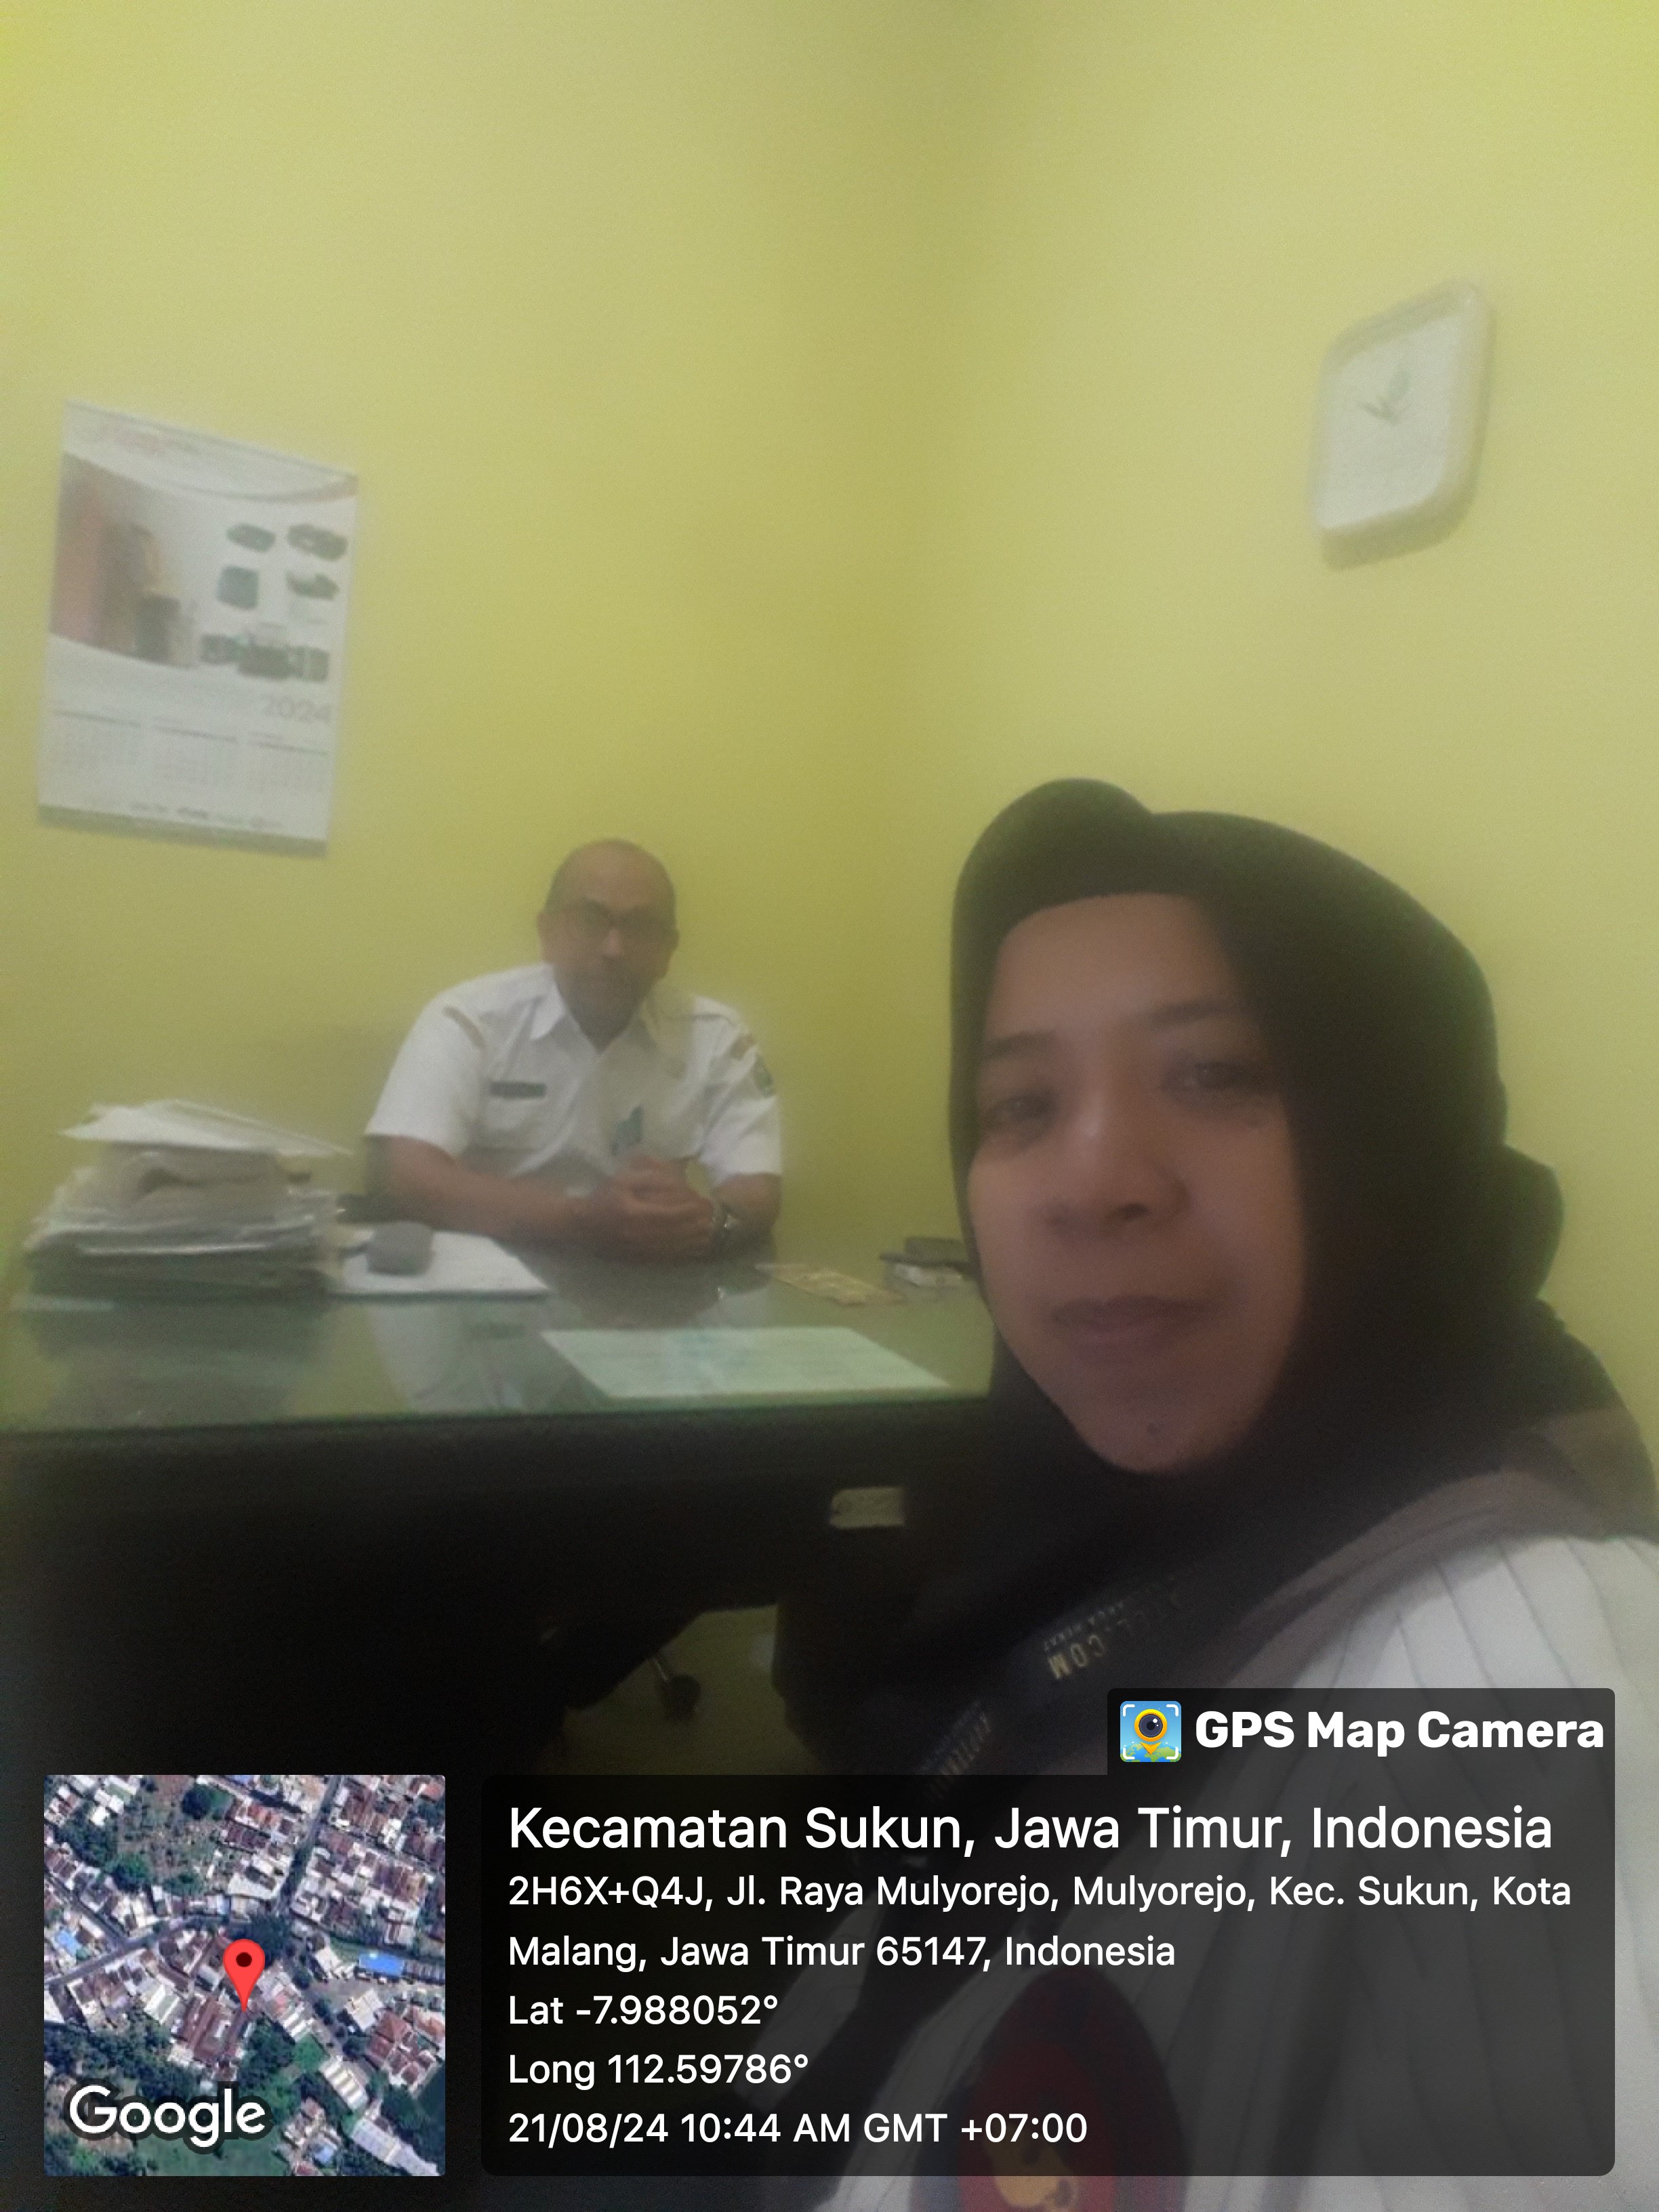 2024
GPS Map Camera
Kecamatan Sukun, Jawa Timur, Indonesia
2H6X+Q4J, Jl. Raya Mulyorejo, Mulyorejo, Kec. Sukun, Kota
Malang, Jawa Timur 65147, Indonesia
Lat -7.988052°
Long 112.59786°
21/08/24 10:44 AM GMT +07:00
Google